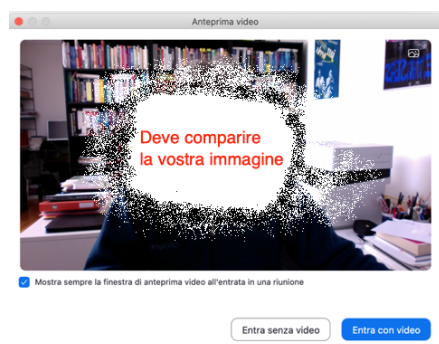 Anteprima video
Deve comparire
la vostra immagine
Mostra sempre la finestra di anteprima video all'entrata in una riunione
Entra senza video
Entra con video